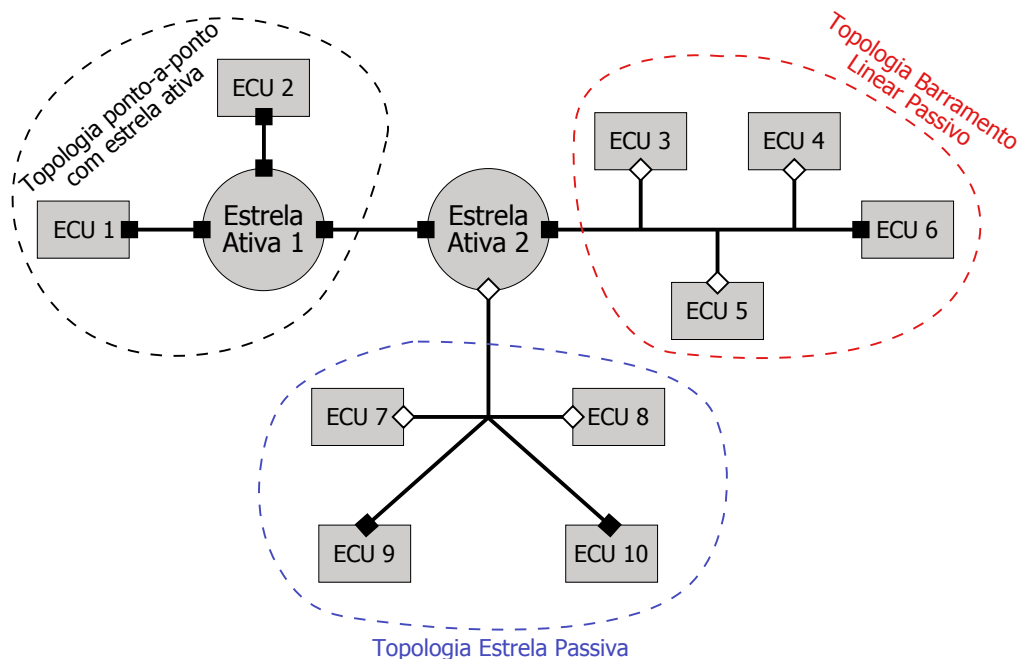 Topologia ponto-a-ponto
com estrela ativa
ECU 2
ECU 1
Estrela
Ativa 1
Estrela
Ativa 2
Topologia Barramento
Linear Passivo
ECU 3
ECU 4
ECU 6
ECU 5
ECU 7
ECU 8
ECU 9
ECU 10
Topologia Estrela Passiva